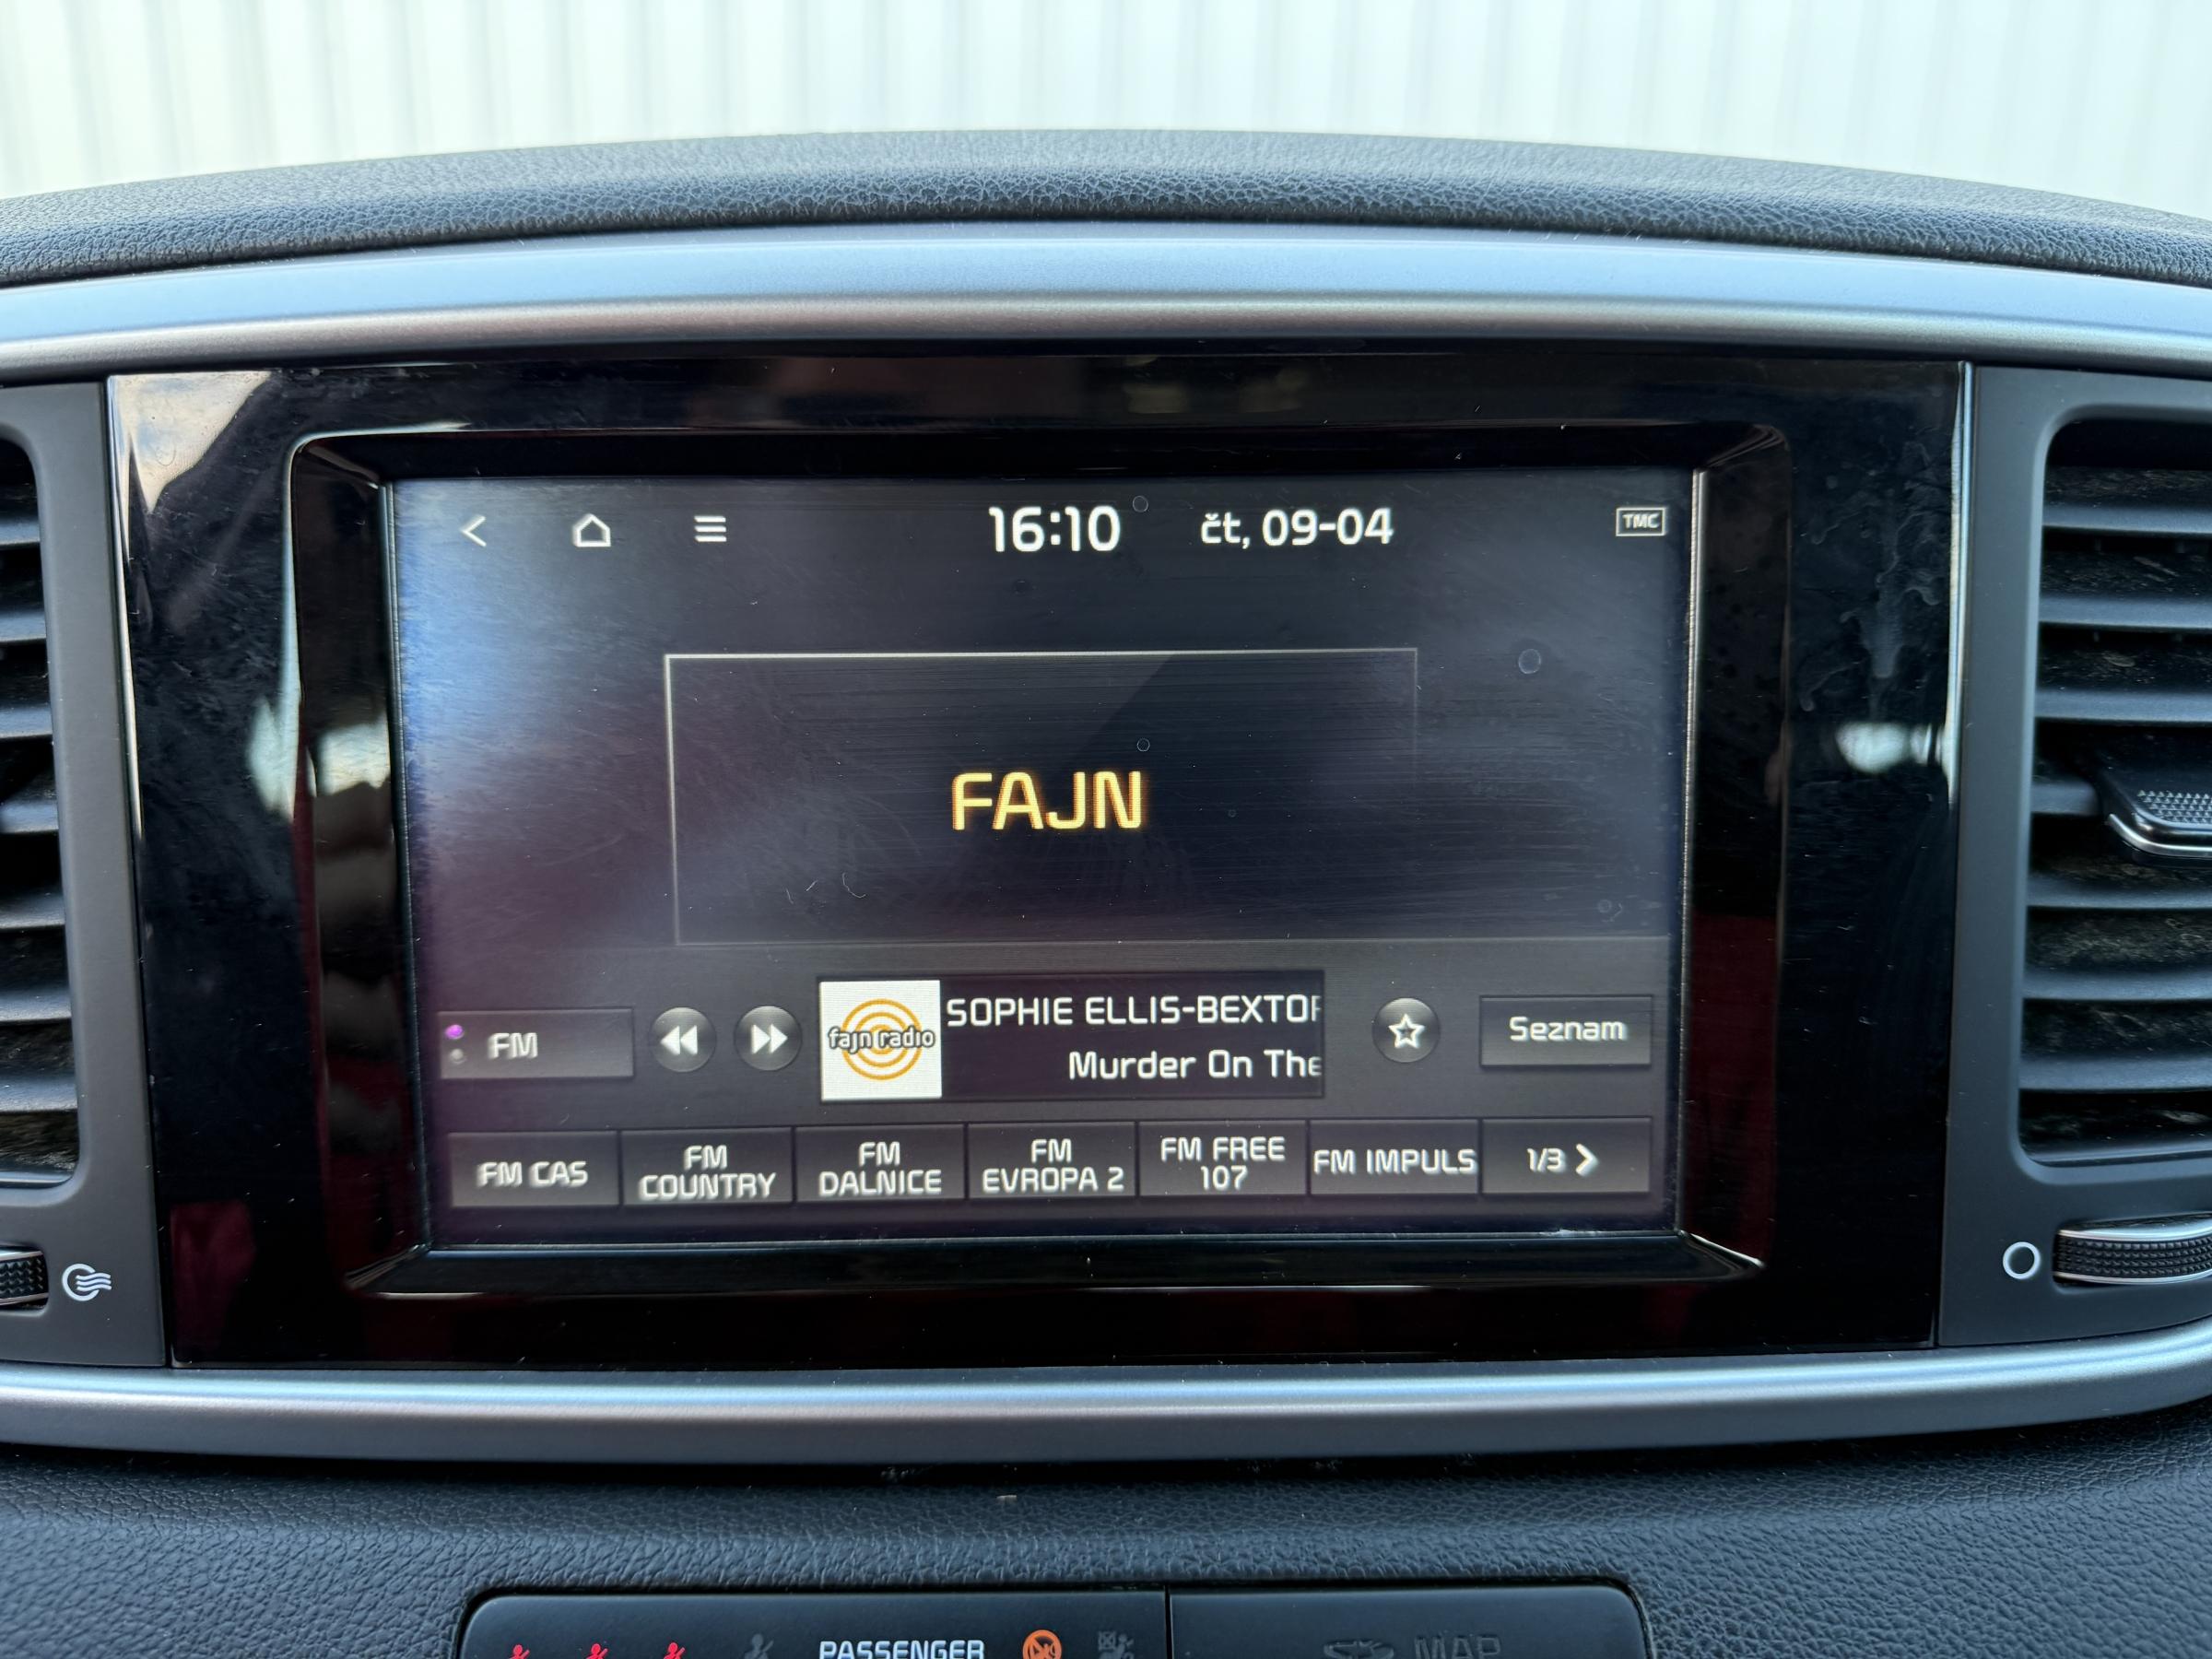 16:10 čt, 09-04 TMC
FAJN
FM
fajn radio
SOPHIE ELLIS-BEXTOR
Murder On The
Seznam
FM CAS
FM
COUNTRY
FM
DALNICE
FM
EVROPA 2
FM FREE
107
FM IMPULS
1/3
PASSENGER
MAP